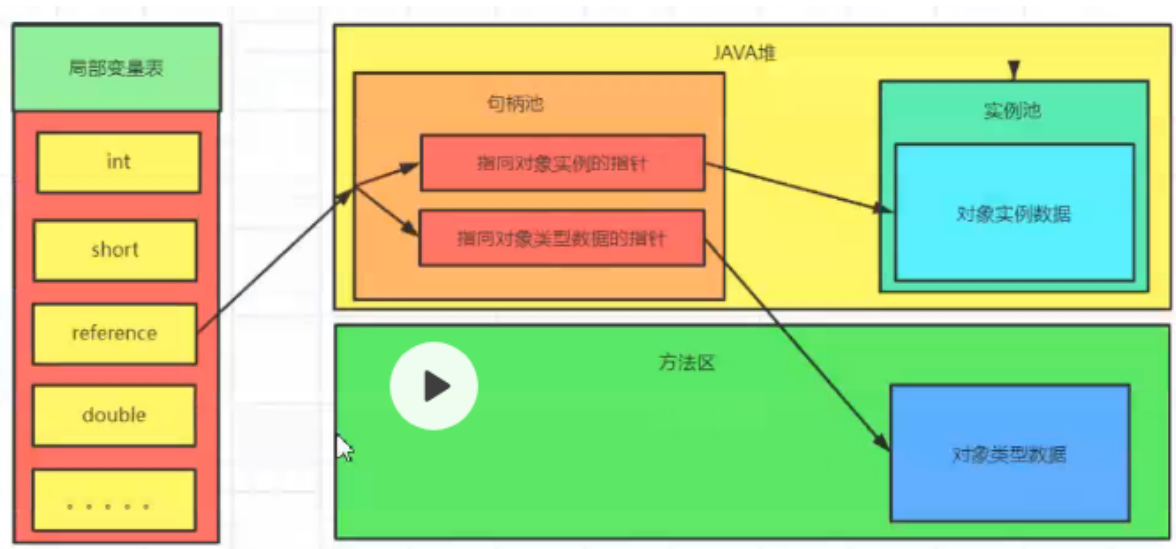 局部变量表
int
short
reference
double
。。。。。
JAVA堆
句柄池
指向对象实例的指针
指向对象类型数据的指针
实例池
对象实例数据
方法区
对象类型数据